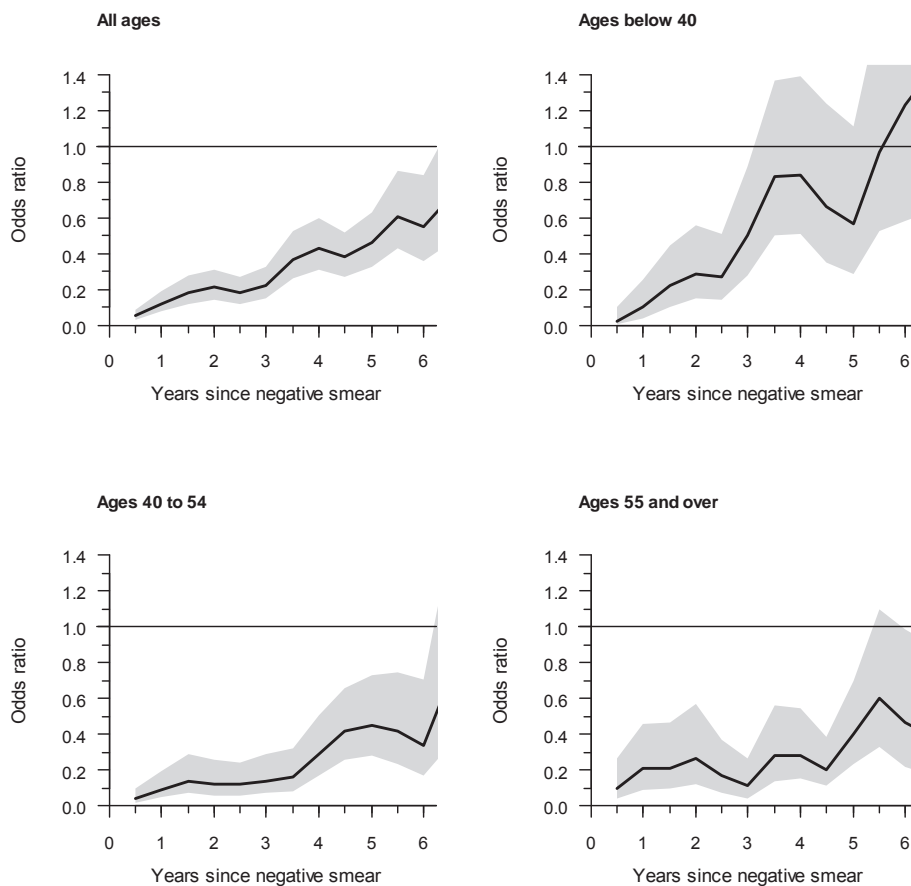 All ages
1.4
1.2
1.0
0.8
0.6
0.4
0.2
0.0
Odds ratio
0 1 2 3 4 5 6
Years since negative smear
Ages below 40
1.4
1.2
1.0
0.8
0.6
0.4
0.2
0.0
Odds ratio
0 1 2 3 4 5 6
Years since negative smear
Ages 40 to 54
1.4
1.2
1.0
0.8
0.6
0.4
0.2
0.0
Odds ratio
0 1 2 3 4 5 6
Years since negative smear
Ages 55 and over
1.4
1.2
1.0
0.8
0.6
0.4
0.2
0.0
Odds ratio
0 1 2 3 4 5 6
Years since negative smear